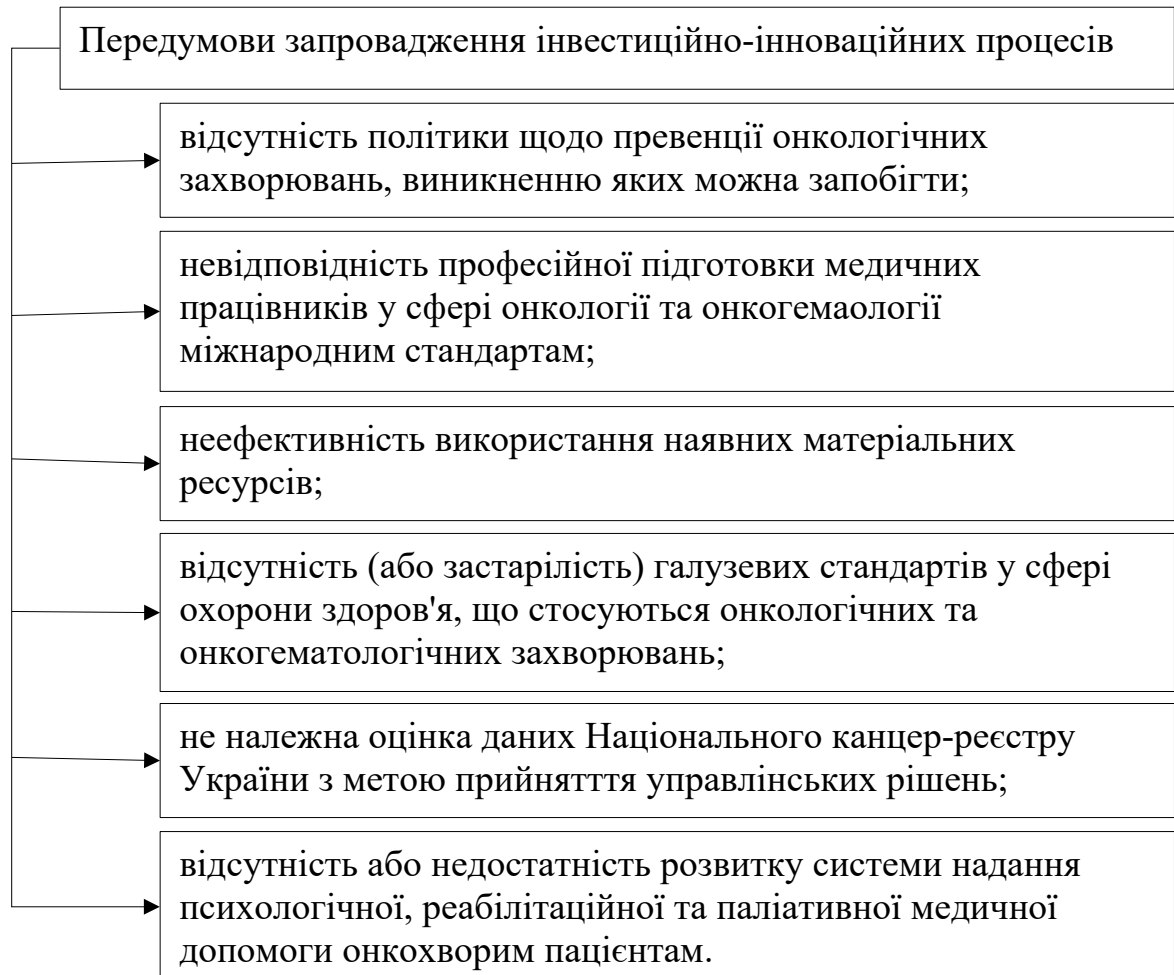 Передумови запровадження інвестиційно-інноваційних процесів
відсутність політики щодо превенції онкологічних
захворювань, виникненню яких можна запобігти;
невідповідність професійної підготовки медичних
працівників у сфері онкології та онкогемаології
міжнародним стандартам;
неефективність використання наявних матеріальних
ресурсів;
відсутність (або застарілість) галузевих стандартів у сфері
охорони здоров'я, що стосуються онкологічних та
онкогематологічних захворювань;
не належна оцінка даних Національного канцер-реєстру
України з метою прийнятття управлінських рішень;
відсутність або недостатність розвитку системи надання
психологічної, реабілітаційної та паліативної медичної
допомоги онкохворим пацієнтам.